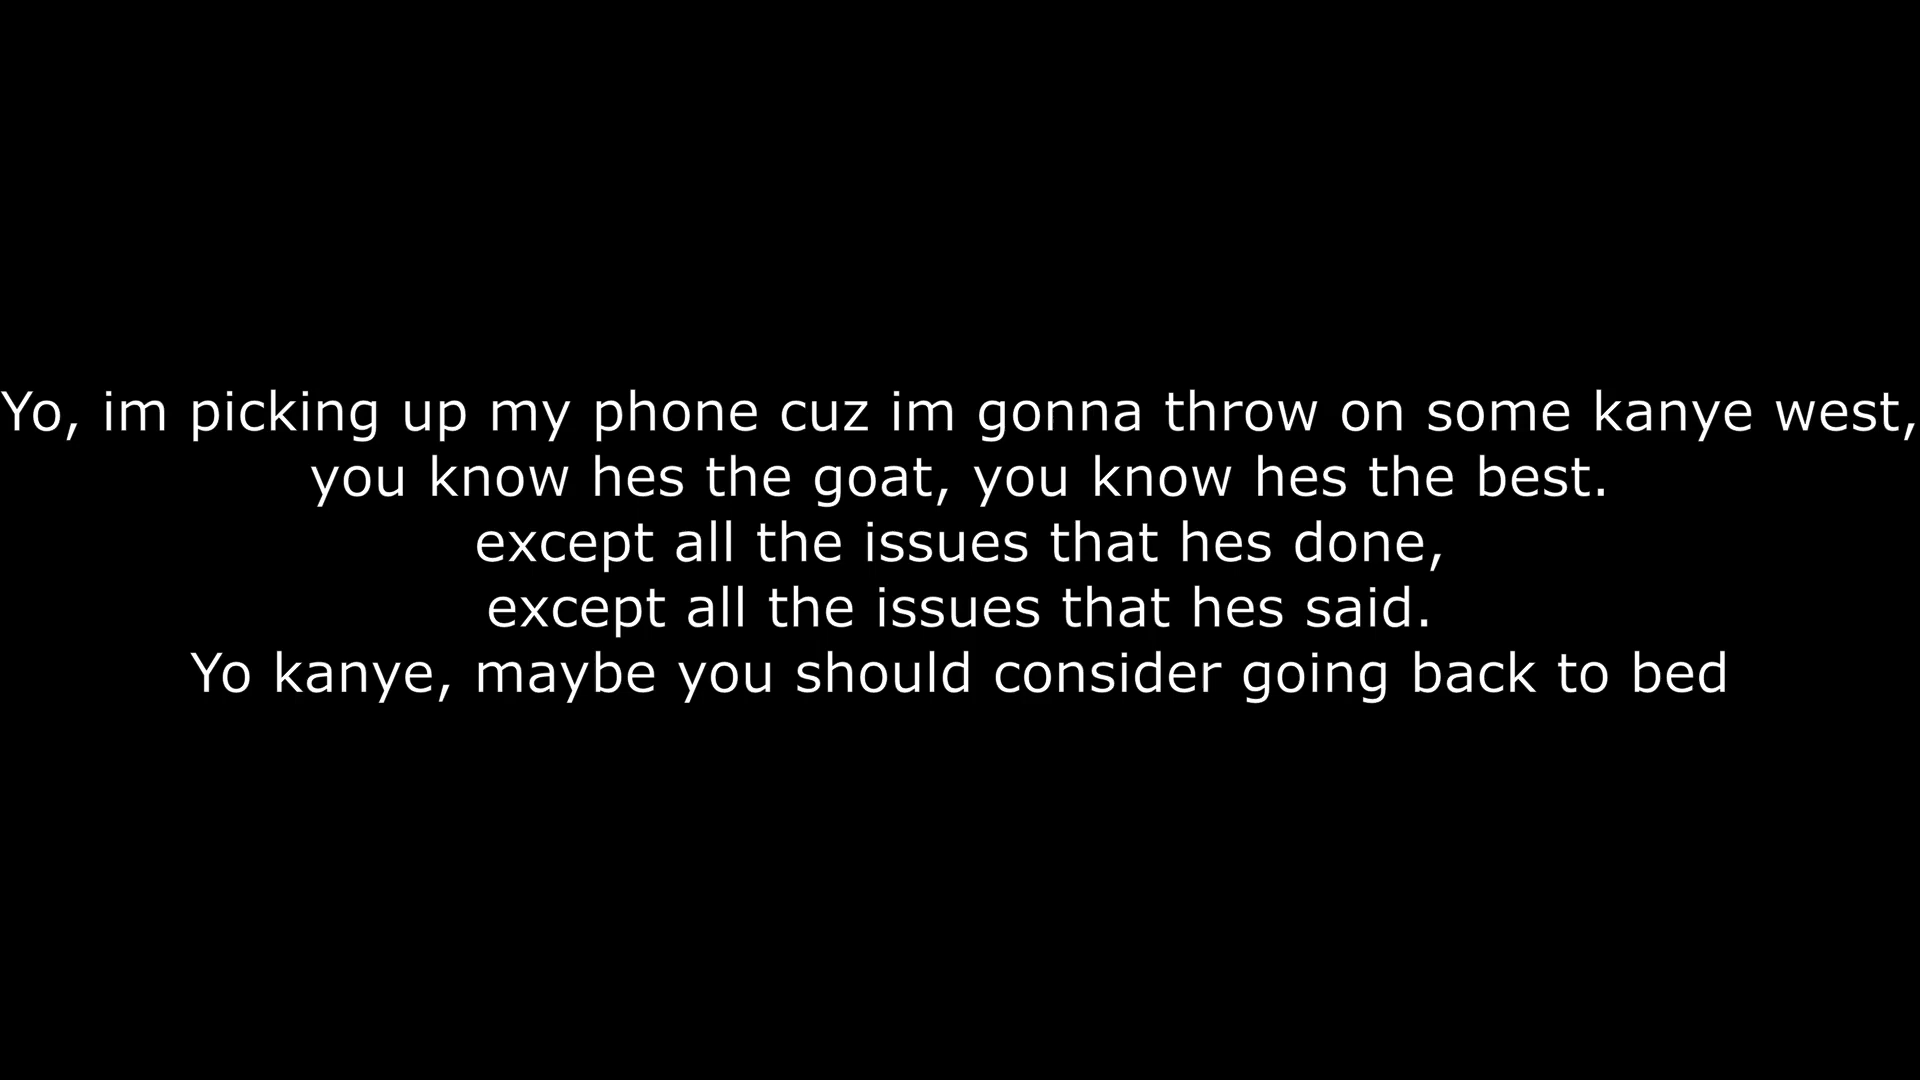 Yo, im picking up my phone cuz im gonna throw on some kanye west,
you know hes the goat, you know hes the best.
except all the issues that hes done,
except all the issues that hes said.
Yo kanye, maybe you should consider going back to bed